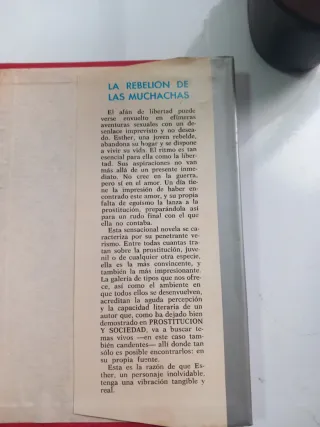 LA REBELION DE
LAS MUCHACHAS
El afán de libertad puede
verse envuelto en efímeras
aventuras sexuales con un de-
senlace imprevisto y no desea-
do. Esther, una joven rebelde,
abandona su hogar y se dispone
a vivir su vida. El ritmo es tan
esencial para ella como la liber-
tad. Sus aspiraciones no van
más allá de un presente inme-
diato. No cree en la guerra,
pero sí en el amor. Un día tie-
ne la impresión de haber encon-
trado este amor, y su propia
falta de egoísmo la lanza a la
prostitución, preparándola así
para un rudo final con el que
ella no contaba.
Esta sensacional novela se ca-
racteriza por su penetrante ve-
rismo. Entre todas cuantas tra-
tan sobre la prostitución, juve-
nil o de cualquier otra especie,
ella es la más convincente, y
también la más impresionante.
La galería de tipos que nos ofre-
ce, así como el ambiente en
que todos ellos se desenvuelven,
acreditan la aguda percepción
y la capacidad literaria de un
autor que, como ha dejado bien
demostrado en PROSTITUCION
Y SOCIEDAD, va a buscar te-
mas vivos —en este caso tam-
bién candentes— allí donde tan
sólo es posible encontrarlos: en
su propia fuente.
Esta es la razón de que Es-
ther, un personaje inolvidable,
tenga una vibración tangible y
real.